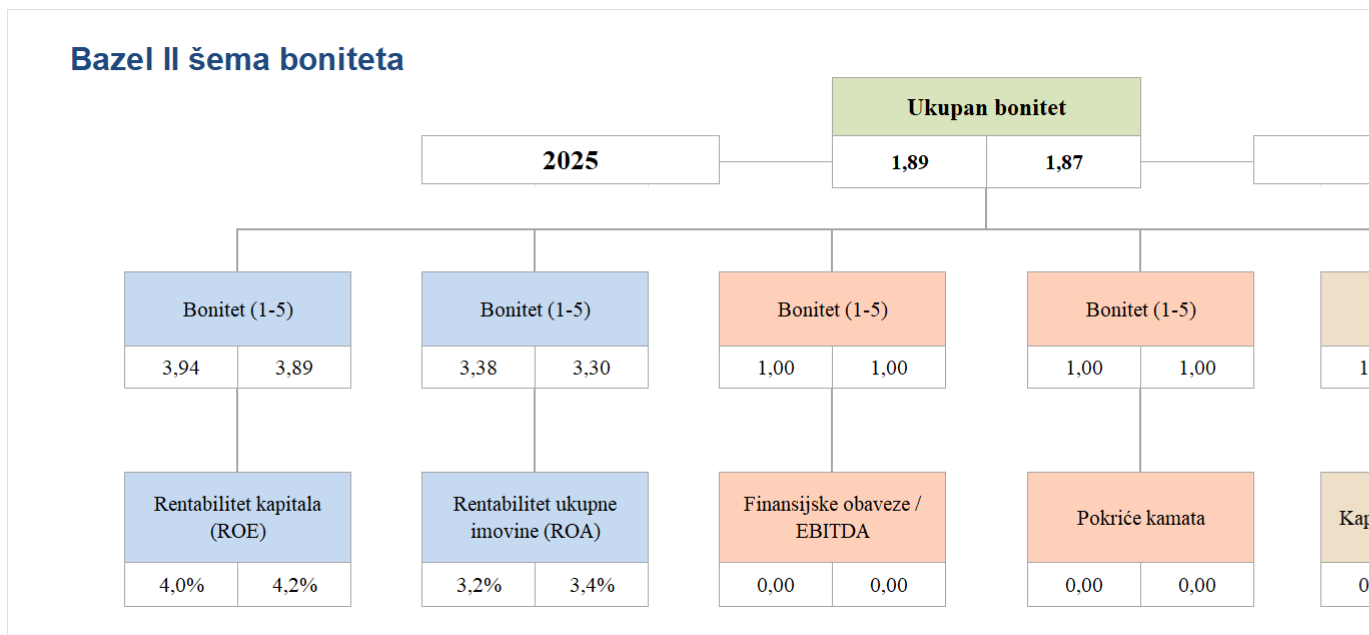 Bazel II šema boniteta
Ukupan bonitet
2025
1,89 1,87
Bonitet (1-5) Bonitet (1-5) Bonitet (1-5) Bonitet (1-5)
3,94 3,89 3,38 3,30 1,00 1,00 1,00 1,00 1
Rentabilitet kapitala
(ROE)
Rentabilitet ukupne
imovine (ROA)
Finansijske obaveze /
EBITDA
Pokriće kamata
Kap
4,0% 4,2% 3,2% 3,4% 0,00 0,00 0,00 0,00 0